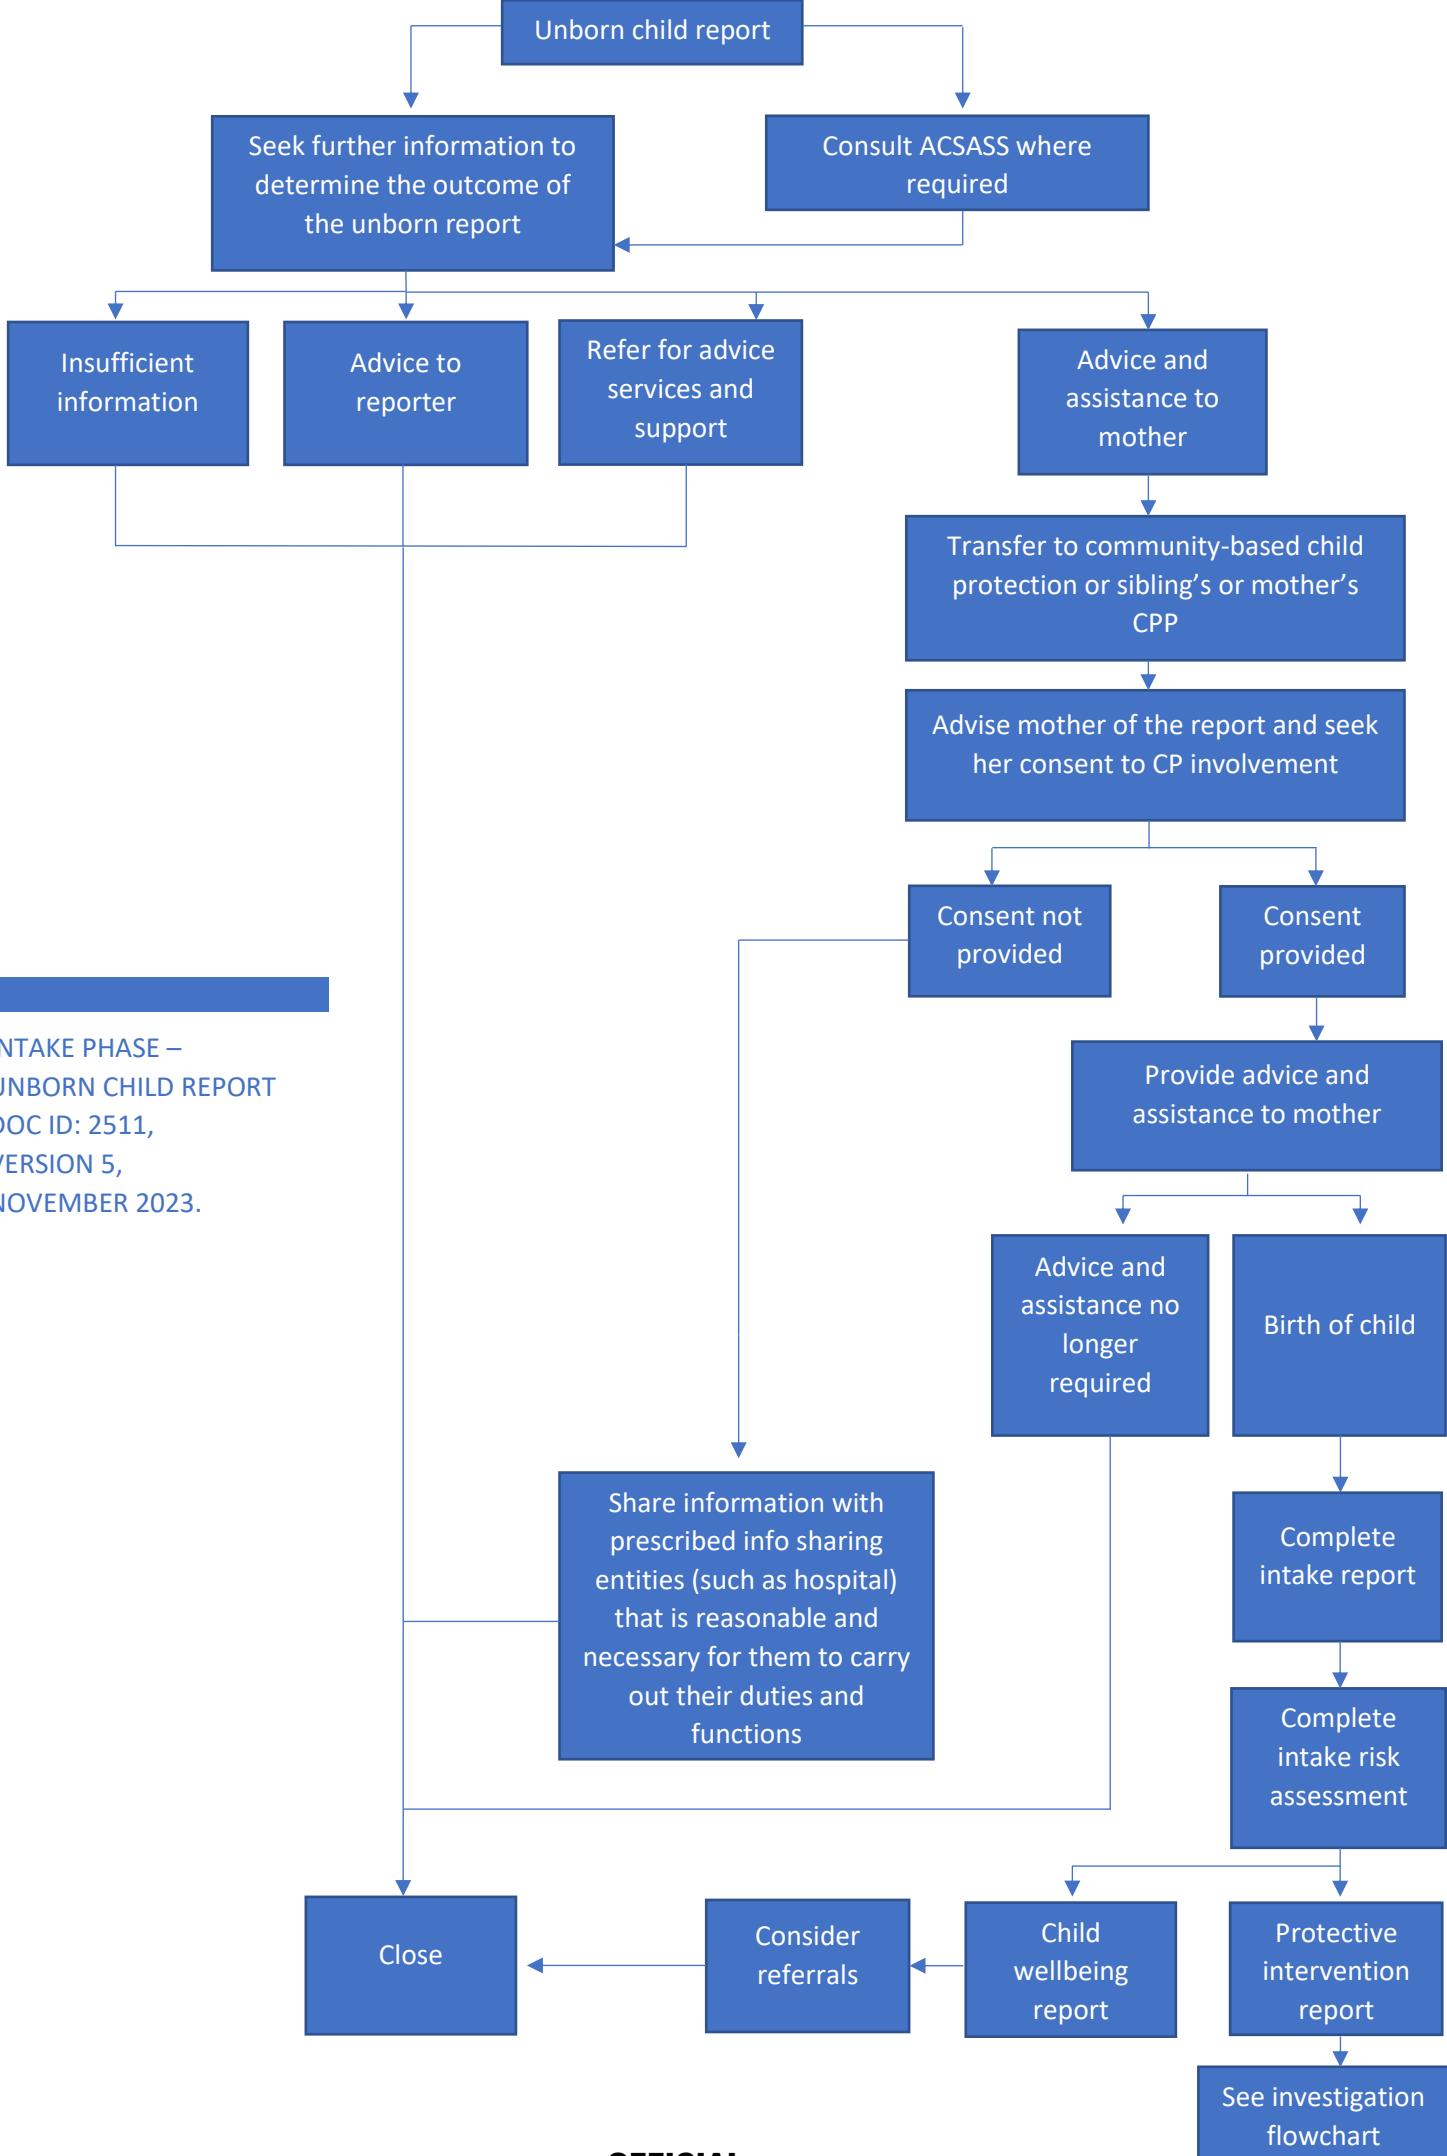 Unborn child report
Seek further information to
determine the outcome of
the unborn report
Consult ACSASS where
required
Insufficient
information
Advice to
reporter
Refer for advice
services and
support
Advice and
assistance to
mother
Transfer to community-based child
protection or sibling’s or mother’s
CPP
Advise mother of the report and seek
her consent to CP involvement
Consent not
provided
Consent
provided
INTAKE PHASE –
UNBORN CHILD REPORT
DOC ID: 2511,
VERSION 5,
NOVEMBER 2023.
Provide advice and
assistance to mother
Advice and
assistance no
longer
required
Birth of child
Share information with
prescribed info sharing
entities (such as hospital)
that is reasonable and
necessary for them to carry
out their duties and
functions
Complete
intake report
Complete
intake risk
assessment
Close
Consider
referrals
Child
wellbeing
report
Protective
intervention
report
See investigation
flowchart
OFFICIAL